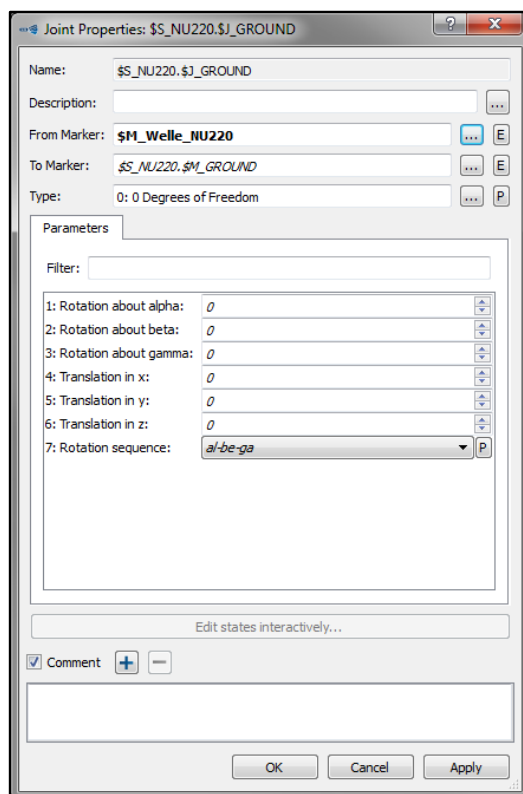 Joint Properties: $S_NU220.$J_GROUND ? X
Name: $S_NU220.$J_GROUND
Description: ...
From Marker: $M_Welle_NU220 ... E
To Marker: $S_NU220.$M_GROUND ... E
Type: 0: 0 Degrees of Freedom ... P
Parameters
Filter:
1: Rotation about alpha: 0
2: Rotation about beta: 0
3: Rotation about gamma: 0
4: Translation in x: 0
5: Translation in y: 0
6: Translation in z: 0
7: Rotation sequence: al-be-ga P
Edit states interactively...
Comment
OK Cancel Apply